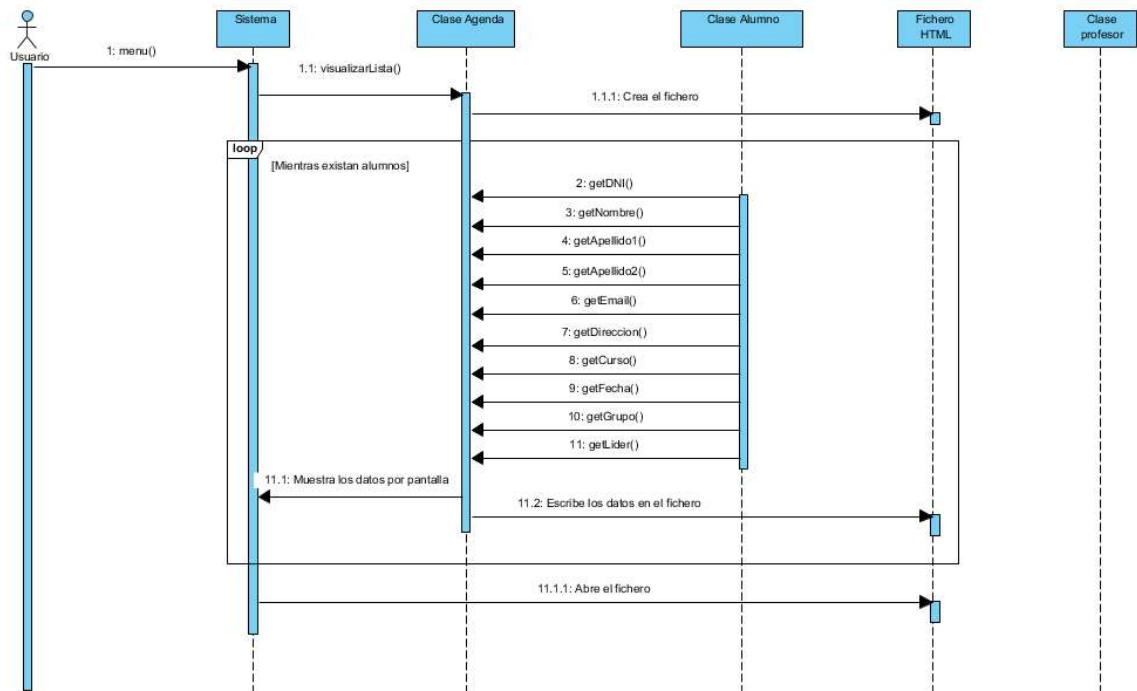 Usuario
Sistema
Clase Agenda
Clase Alumno
Fichero
HTML
Clase
profesor
1: menu()
1.1: visualizarLista()
1.1.1: Crea el fichero
loop
[Mientras existan alumnos]
2: getDNI()
3: getNombre()
4: getApellido1()
5: getApellido2()
6: getEmail()
7: getDireccion()
8: getCurso()
9: getFecha()
10: getGrupo()
11: getLider()
11.1: Muestra los datos por pantalla
11.2: Escribe los datos en el fichero
11.1.1: Abre el fichero